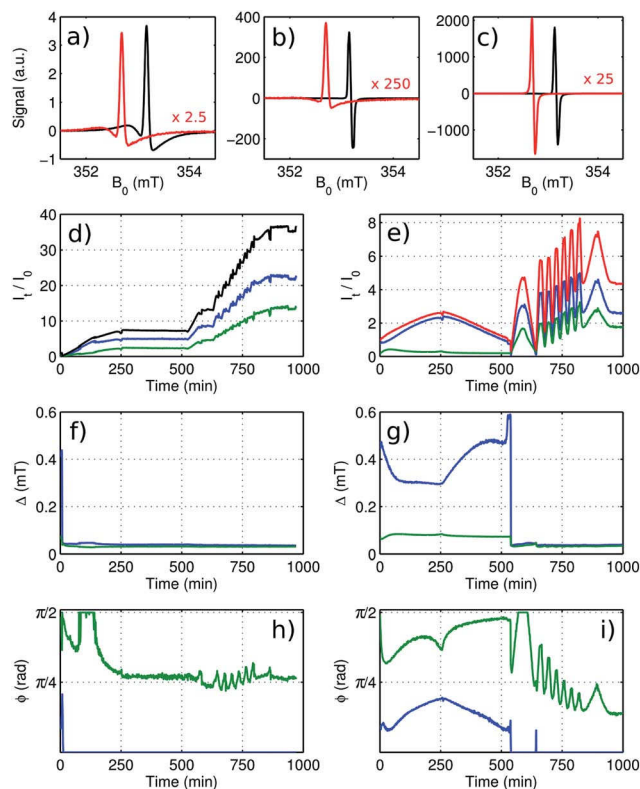 a)
x 2.5
Signal (a.u.)
4
3
2
1
0
-1
352
354
B0 (mT)
b)
x 250
400
200
0
-200
352
354
B0 (mT)
c)
x 25
2000
1000
0
-1000
352
354
B0 (mT)
d)
It / I0
40
30
20
10
0
0 250 500 750 1000
Time (min)
e)
It / I0
8
6
4
2
0
0 250 500 750 1000
Time (min)
f)
Δ (mT)
0.6
0.4
0.2
0
0 250 500 750 1000
Time (min)
g)
Δ (mT)
0.6
0.4
0.2
0
0 250 500 750 1000
Time (min)
h)
ϕ (rad)
π/2
π/4
0 250 500 750 1000
Time (min)
i)
ϕ (rad)
π/2
π/4
0 250 500 750 1000
Time (min)